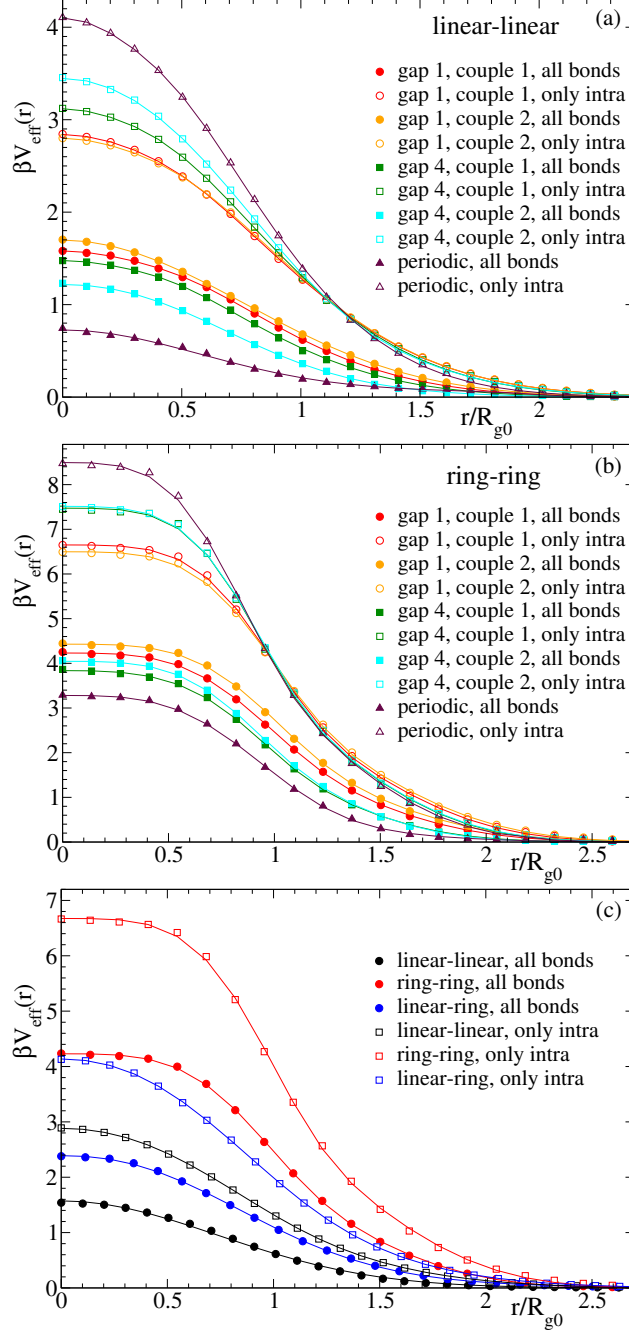 (a)
linear-linear
4
3
2
1
0
βV_eff(r)
gap 1, couple 1, all bonds
gap 1, couple 1, only intra
gap 1, couple 2, all bonds
gap 1, couple 2, only intra
gap 4, couple 1, all bonds
gap 4, couple 1, only intra
gap 4, couple 2, all bonds
gap 4, couple 2, only intra
periodic, all bonds
periodic, only intra
0 0.5 1 1.5 2
r/R_g0
(b)
ring-ring
8
7
6
5
4
3
2
1
0
βV_eff(r)
gap 1, couple 1, all bonds
gap 1, couple 1, only intra
gap 1, couple 2, all bonds
gap 1, couple 2, only intra
gap 4, couple 1, all bonds
gap 4, couple 1, only intra
gap 4, couple 2, all bonds
gap 4, couple 2, only intra
periodic, all bonds
periodic, only intra
0 0.5 1 1.5 2 2.5
r/R_g0
(c)
7
6
5
4
3
2
1
0
βV_eff(r)
linear-linear, all bonds
ring-ring, all bonds
linear-ring, all bonds
linear-linear, only intra
ring-ring, only intra
linear-ring, only intra
0 0.5 1 1.5 2 2.5
r/R_g0